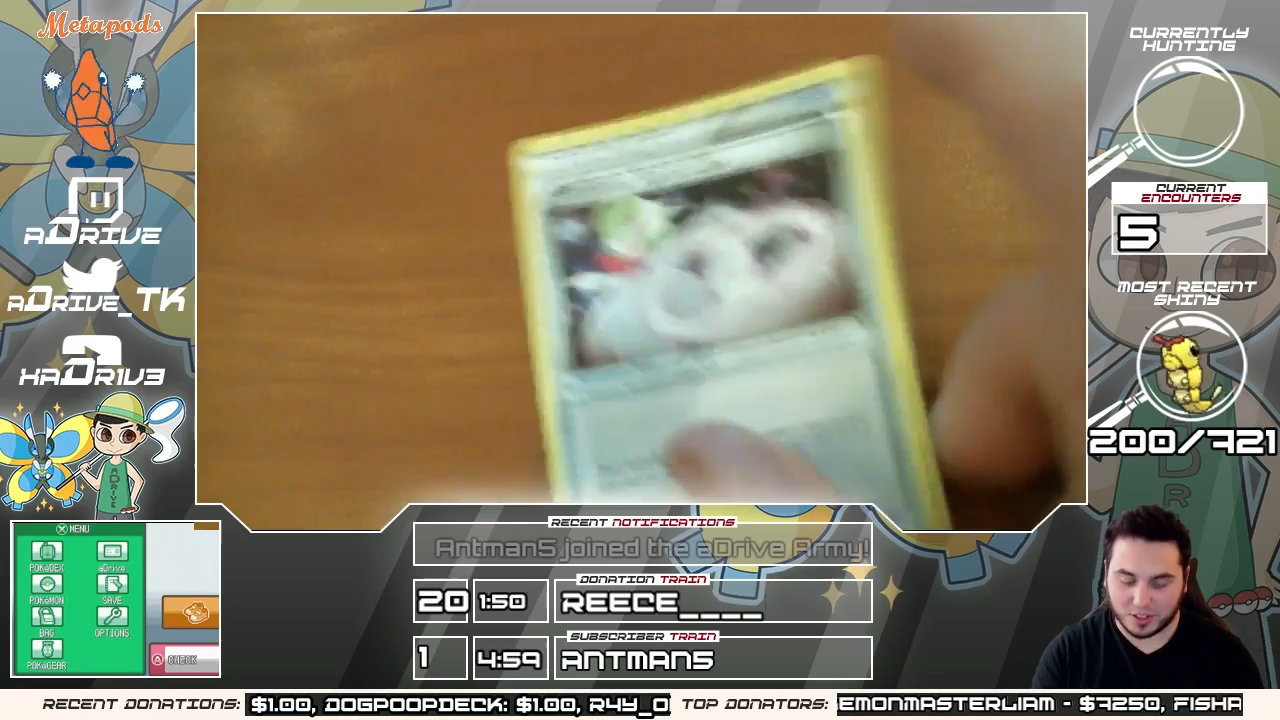 Metapods
aDrive
aDrive_TK
xaDr1v3
MENU
POKéDEX
aDrive
POKéMON
SAVE
BAG
OPTIONS
POKéGEAR
A CHECK
CURRENTLY
HUNTING
CURRENT
ENCOUNTERS
5
MOST RECENT
SHINY
200/721
RECENT NOTIFICATIONS
Antman5 joined the aDrive Army!
DONATION TRAIN
20 1:50 REECE____
SUBSCRIBER TRAIN
1 4:59 ANTMAN5
RECENT DONATIONS: $1.00, DOGPOOPDECK: $1.00, R4Y_0 TOP DONATORS: EMONMASTERLIAM - $7250, FISHA